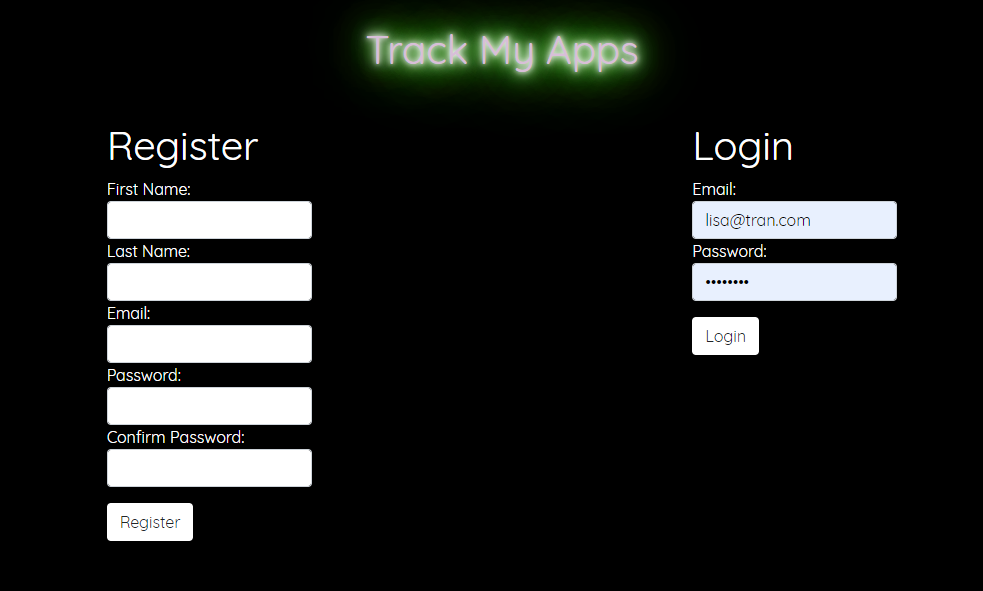 Track My Apps
Register
First Name:
Last Name:
Email:
Password:
Confirm Password:
Register
Login
Email:
lisa@tran.com
Password:
••••••••
Login